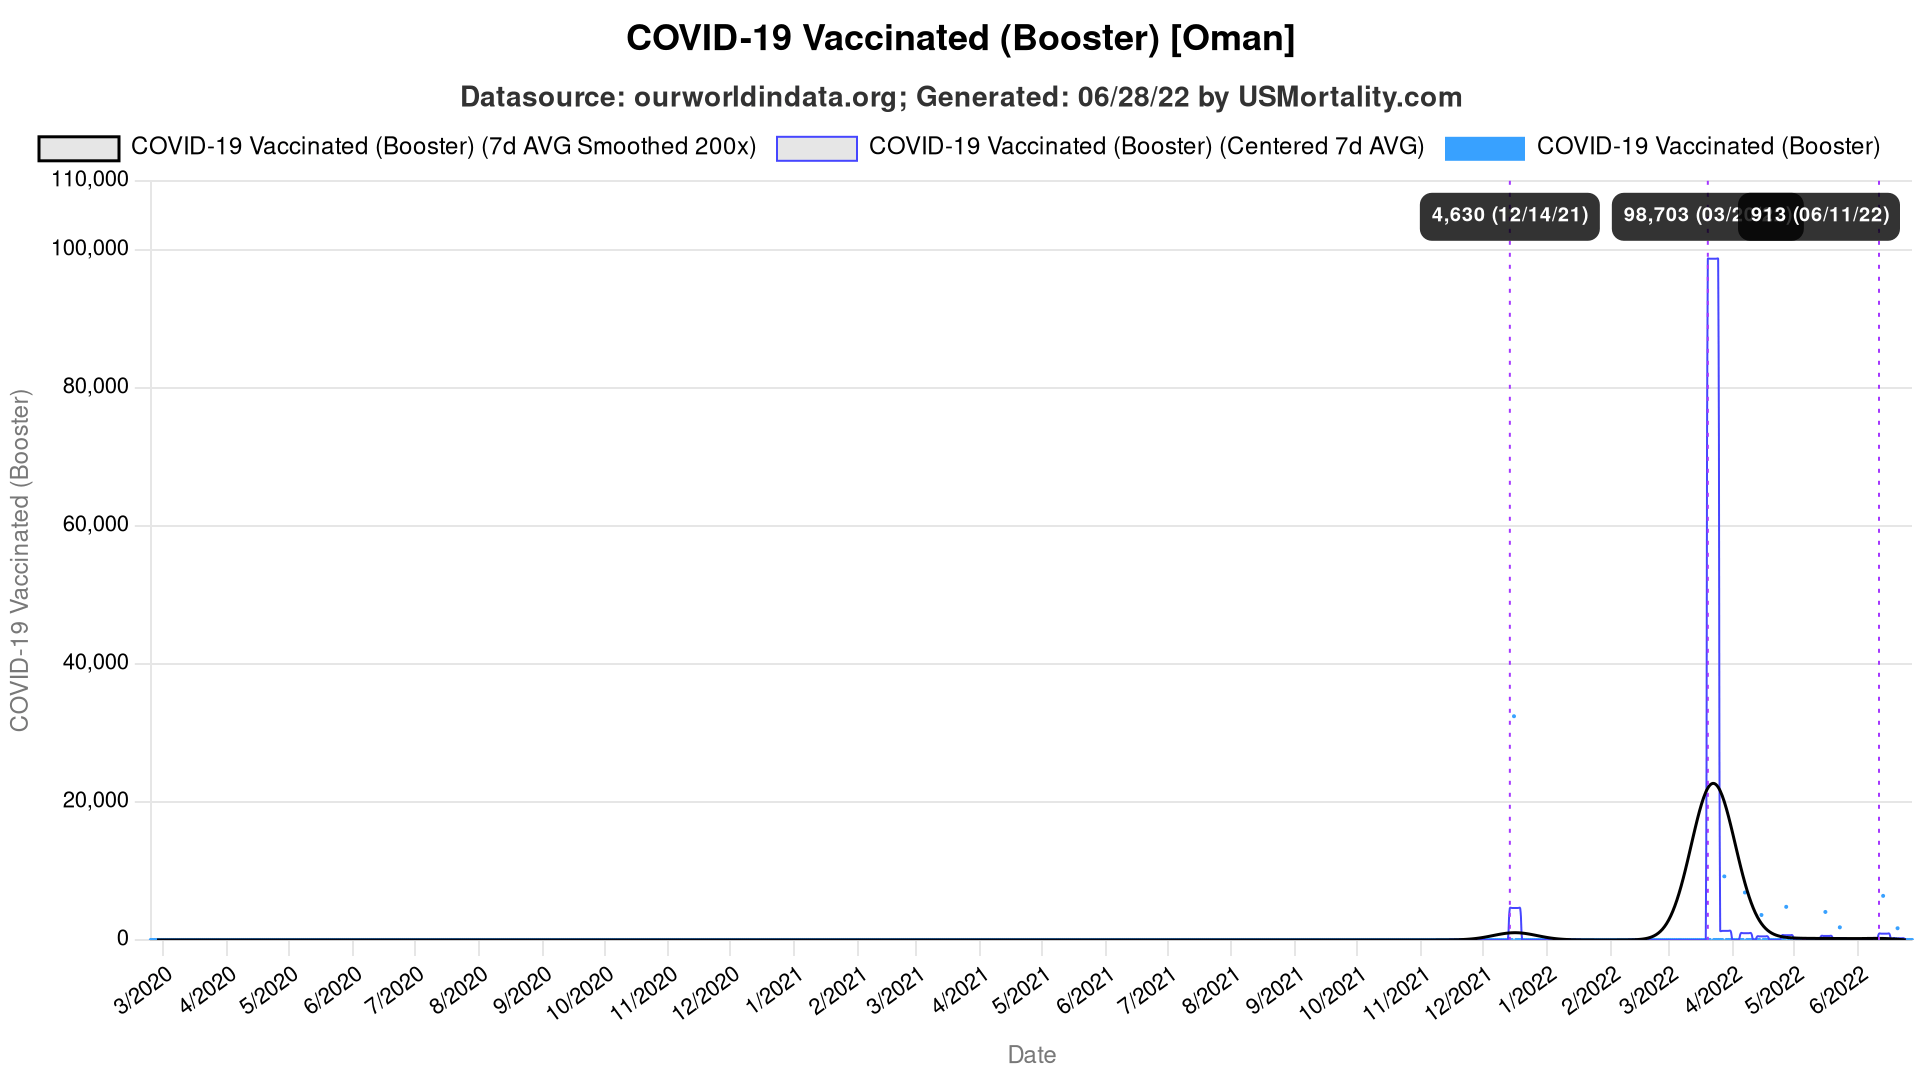 COVID-19 Vaccinated (Booster) [Oman]
Datasource: ourworldindata.org; Generated: 06/28/22 by USMortality.com
COVID-19 Vaccinated (Booster) (7d AVG Smoothed 200x) COVID-19 Vaccinated (Booster) (Centered 7d AVG) COVID-19 Vaccinated (Booster)
110,000
4,630 (12/14/21) 98,703 913 (06/11/22)
100,000
80,000
60,000
40,000
20,000
0
COVID-19 Vaccinated (Booster)
3/2020 4/2020 5/2020 6/2020 7/2020 8/2020 9/2020 10/2020 11/2020 12/2020 1/2021 2/2021 3/2021 4/2021 5/2021 6/2021 7/2021 8/2021 9/2021 10/2021 11/2021 12/2021 1/2022 2/2022 3/2022 4/2022 5/2022 6/2022
Date